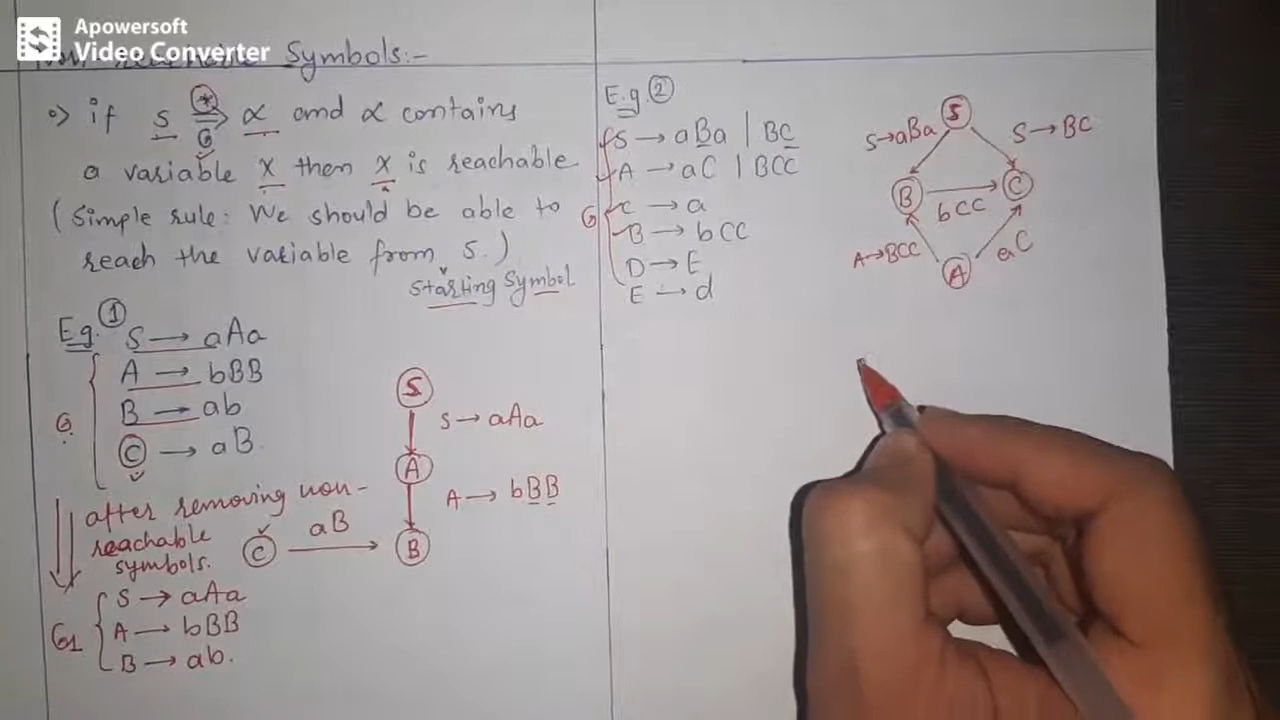 Apowersoft
Video Converter
Symbols:-
if S *⇒G α and α contains
a variable X then X is reachable
(Simple rule: We should be able to
reach the variable from S.)
starting symbol
Eg. ①
S → aAa
A → bBB
B → ab
C → aB.
G
after removing non-
reachable
symbols.
G1
S → aAa
A → bBB
B → ab.
S
S → aAa
A
A → bBB
C
aB
B
E.g. ②
S → aBa | BC
A → aC | BCC
C → a
B → bCC
D → E
E → d
G
S
S→aBa
S→BC
B
bCC
C
A→BCC
A
aC